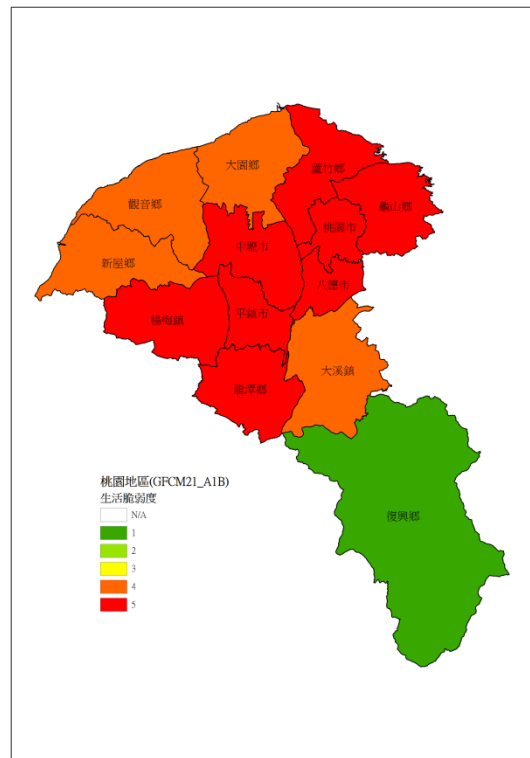 大園鄉
蘆竹鄉
觀音鄉
龜山鄉
桃園市
中壢市
新屋鄉
八德市
平鎮市
楊梅鎮
大溪鎮
龍潭鄉
桃園地區(GFCM21_A1B)
生活脆弱度
N/A
1
2
3
4
5
復興鄉